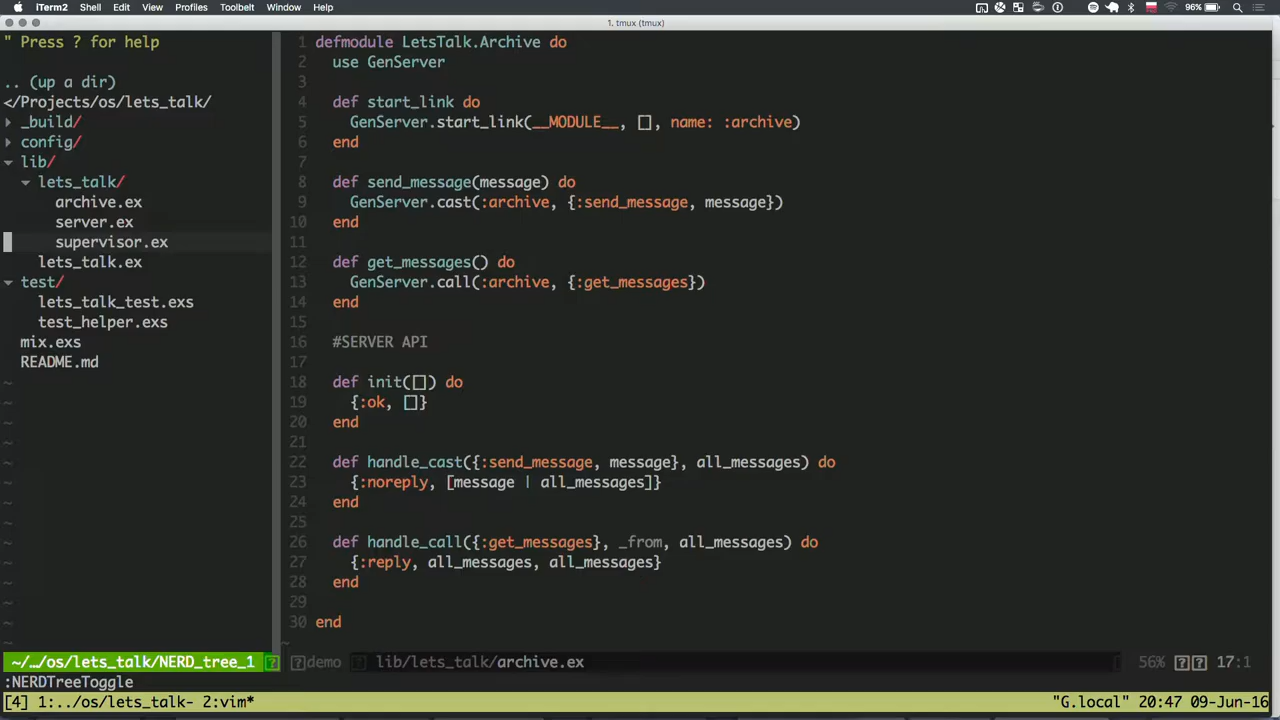 iTerm2 Shell Edit View Profiles Toolbelt Window Help 96%
1. tmux (tmux)
" Press ? for help
.. (up a dir)
</Projects/os/lets_talk/
▸ _build/
▸ config/
▾ lib/
▾ lets_talk/
archive.ex
server.ex
supervisor.ex
lets_talk.ex
▾ test/
lets_talk_test.exs
test_helper.exs
mix.exs
README.md
~
~
~
~
~
~
~
~
~
~
~
~
~
~
1 defmodule LetsTalk.Archive do
2   use GenServer
3
4   def start_link do
5     GenServer.start_link(__MODULE__, [], name: :archive)
6   end
7
8   def send_message(message) do
9     GenServer.cast(:archive, {:send_message, message})
10   end
11
12   def get_messages() do
13     GenServer.call(:archive, {:get_messages})
14   end
15
16   #SERVER API
17
18   def init([]) do
19     {:ok, []}
20   end
21
22   def handle_cast({:send_message, message}, all_messages) do
23     {:noreply, [message | all_messages]}
24   end
25
26   def handle_call({:get_messages}, _from, all_messages) do
27     {:reply, all_messages, all_messages}
28   end
29
30 end
~
~/…/os/lets_talk/NERD_tree_1 demo lib/lets_talk/archive.ex 56% 17:1
:NERDTreeToggle
[4] 1:../os/lets_talk- 2:vim* "G.local" 20:47 09-Jun-16